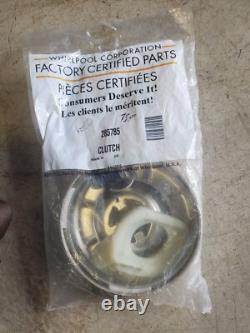 WHIRLPOOL CORPORATION
FACTORY CERTIFIED PARTS
PIÈCES CERTIFIÉES
Consumers Deserve It!
Les clients le méritent!
285785
CLUTCH
U.S.A.